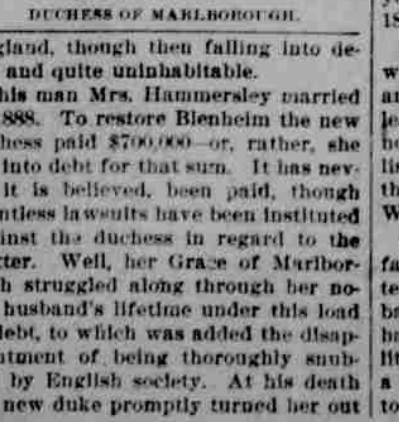 DUCHESS OF MARLBOROUGH.
gland, though then falling into de-
and quite uninhabitable.
his man Mrs. Hammersley married
888. To restore Blenheim the new
hess paid $700,000—or, rather, she
into debt for that sum. It has nev-
it is believed, been paid, though
ntless lawsuits have been instituted
inst the duchess in regard to the
tter. Well, her Grace of Marlbor-
h struggled along through her no-
husband's lifetime under this load
debt, to which was added the disap-
ntment of being thoroughly snub-
by English society. At his death
new duke promptly turned her out